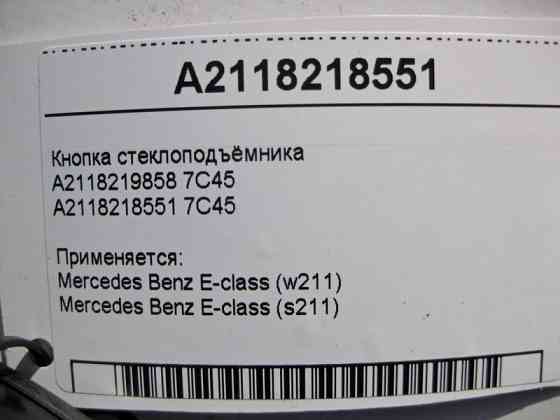 A2118218551
Кнопка стеклоподъёмника
A2118219858 7C45
A2118218551 7C45
Применяется:
Mercedes Benz E-class (w211)
Mercedes Benz E-class (s211)